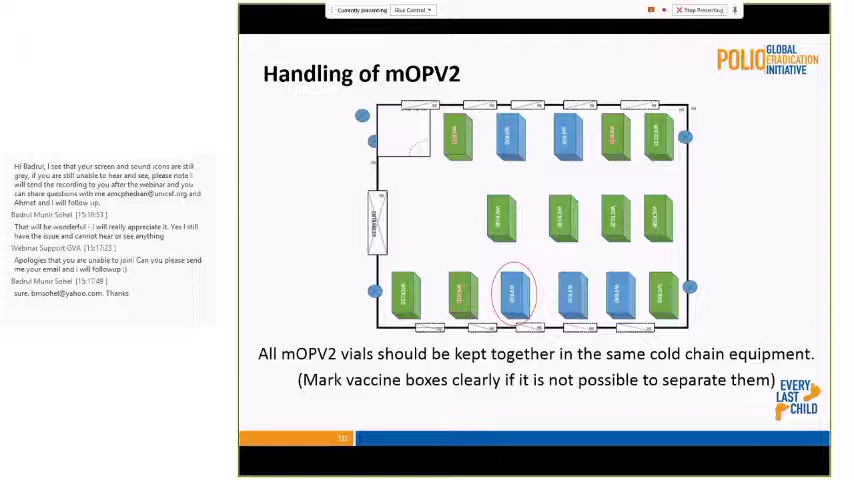 Currently presenting
Glue Control
Stop Presenting
Handling of mOPV2
POLIO GLOBAL
ERADICATION
INITIATIVE
Hi Badrul, I see that your screen and sound icons are still
grey, if you are still unable to hear and see, please note I
will send the recording to you after the webinar and you
can share questions with me amcphedran@unicef.org and
Ahmet and I will follow up.
Badrul Munir Sohel [15:16:53]
That will be wonderful - I will really appreciate it. Yes I still
have the issue and cannot hear or see anything
Webinar Support GVA [15:17:23]
Apologies that you are unable to join! Can you please send
me your email and I will followup :)
Badrul Munir Sohel [15:17:49]
sure. bmsohel@yahoo.com. Thanks
All mOPV2 vials should be kept together in the same cold chain equipment.
(Mark vaccine boxes clearly if it is not possible to separate them)
EVERY
LAST
CHILD
10